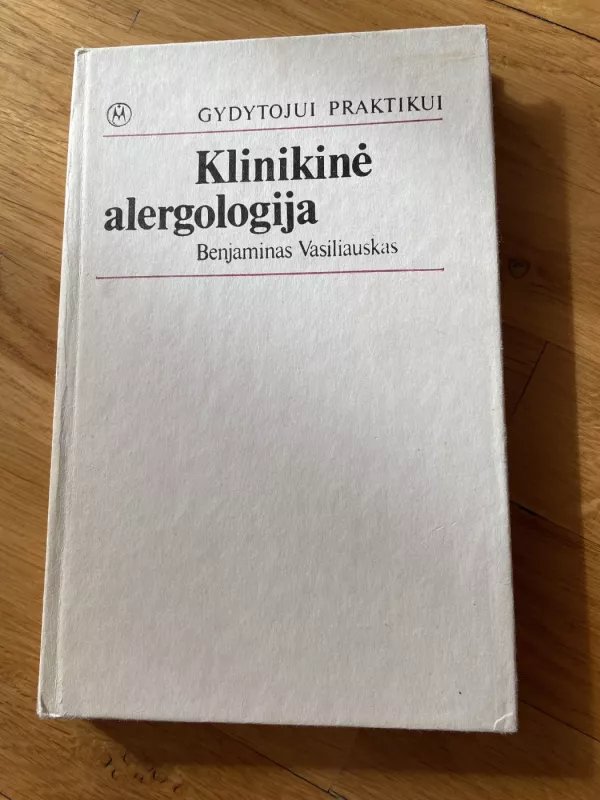 GYDYTOJUI PRAKTIKUI
Klinikinė
alergologija
Benjaminas Vasiliauskas